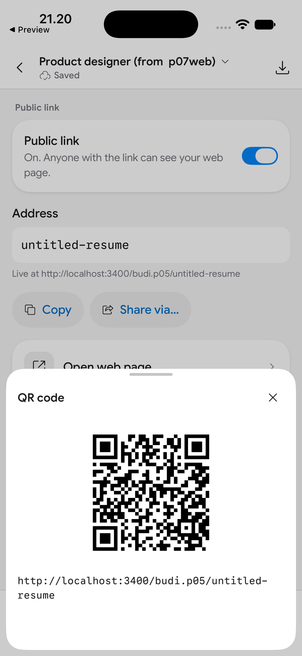 21.20
◀ Preview
Product designer (from p07web)
Saved
Public link
Public link
On. Anyone with the link can see your web
page.
Address
untitled-resume
Live at http://localhost:3400/budi.p05/untitled-resume
Copy
Share via...
Open web page
QR code
http://localhost:3400/budi.p05/untitled-
resume